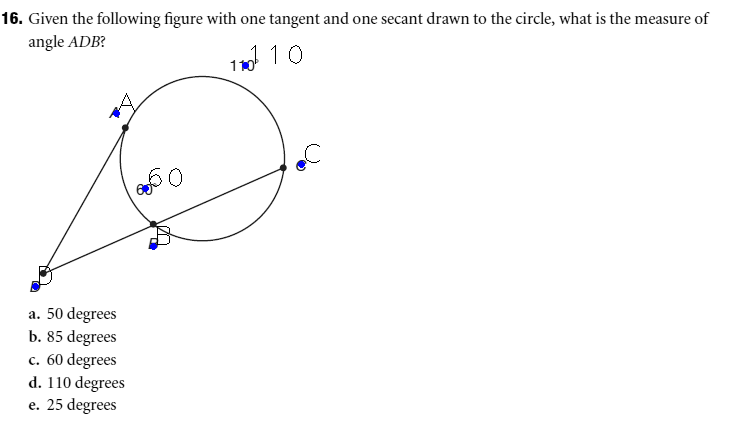 16. Given the following figure with one tangent and one secant drawn to the circle, what is the measure of
angle ADB?
110°
110
A
A
C
C
60°
60
B
B
D
D
a. 50 degrees
b. 85 degrees
c. 60 degrees
d. 110 degrees
e. 25 degrees